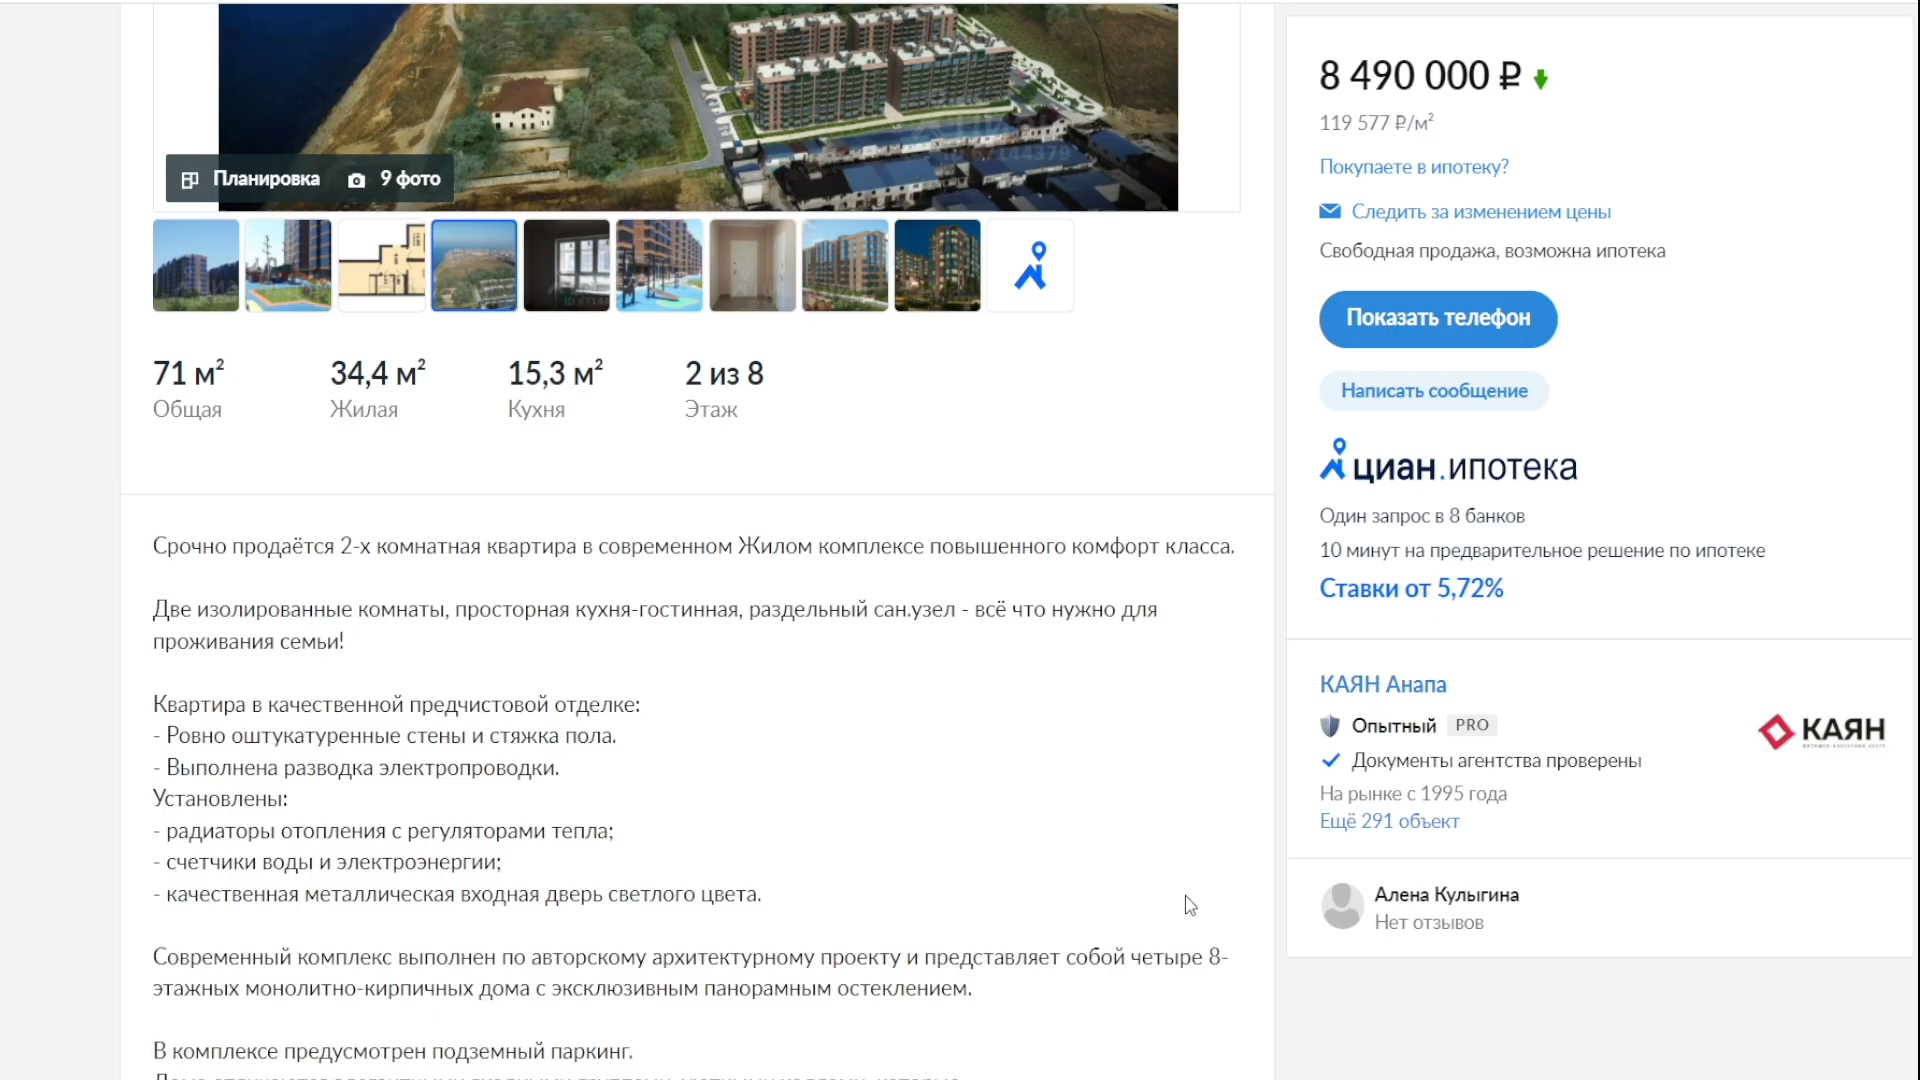 Планировка 9 фото
71 м² 34,4 м² 15,3 м² 2 из 8
Общая Жилая Кухня Этаж
Срочно продаётся 2-х комнатная квартира в современном Жилом комплексе повышенного комфорт класса.
Две изолированные комнаты, просторная кухня-гостинная, раздельный сан.узел - всё что нужно для
проживания семьи!
Квартира в качественной предчистовой отделке:
- Ровно оштукатуренные стены и стяжка пола.
- Выполнена разводка электропроводки.
Установлены:
- радиаторы отопления с регуляторами тепла;
- счетчики воды и электроэнергии;
- качественная металлическая входная дверь светлого цвета.
Современный комплекс выполнен по авторскому архитектурному проекту и представляет собой четыре 8-
этажных монолитно-кирпичных дома с эксклюзивным панорамным остеклением.
В комплексе предусмотрен подземный паркинг.
8 490 000 ₽
119 577 ₽/м²
Покупаете в ипотеку?
Следить за изменением цены
Свободная продажа, возможна ипотека
Показать телефон
Написать сообщение
циан.ипотека
Один запрос в 8 банков
10 минут на предварительное решение по ипотеке
Ставки от 5,72%
КАЯН Анапа
Опытный PRO
КАЯН
Документы агентства проверены
На рынке с 1995 года
Ещё 291 объект
Алена Кулыгина
Нет отзывов